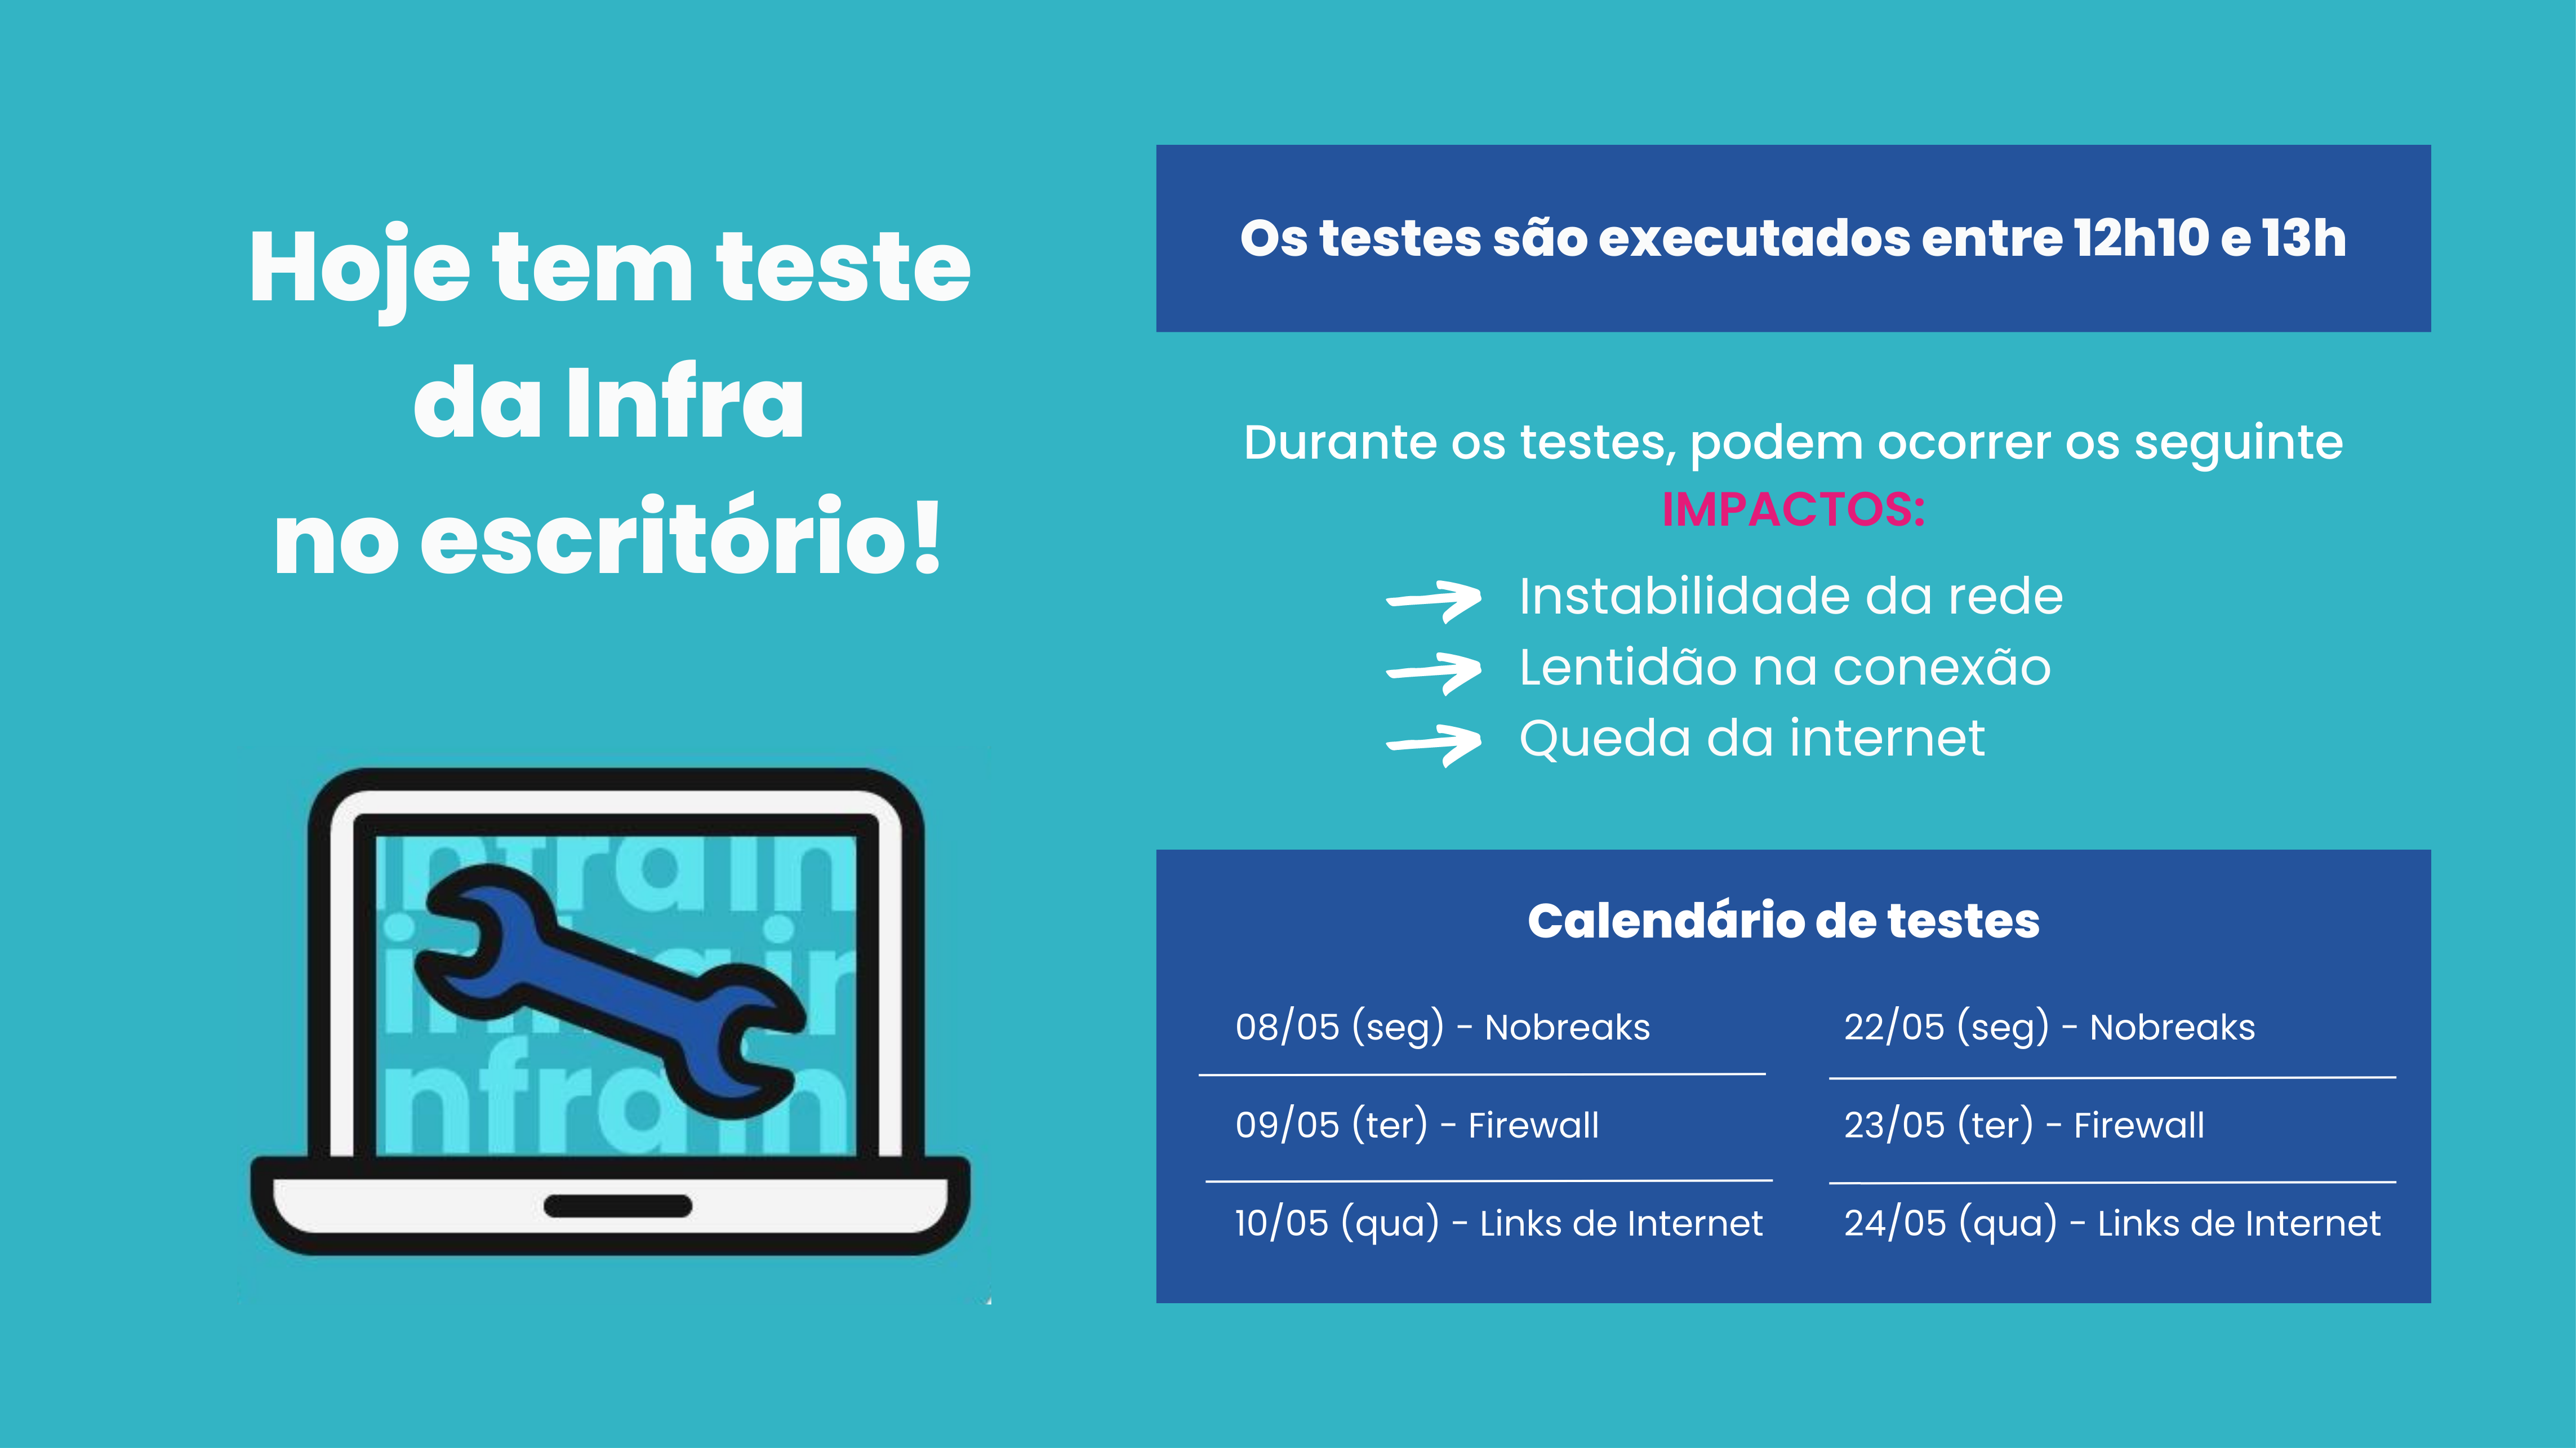 Hoje tem teste
da Infra
no escritório!
infra in
infra in
nfra in
Os testes são executados entre 12h10 e 13h
Durante os testes, podem ocorrer os seguinte
IMPACTOS:
Instabilidade da rede
Lentidão na conexão
Queda da internet
Calendário de testes
08/05 (seg) - Nobreaks
09/05 (ter) - Firewall
10/05 (qua) - Links de Internet
22/05 (seg) - Nobreaks
23/05 (ter) - Firewall
24/05 (qua) - Links de Internet